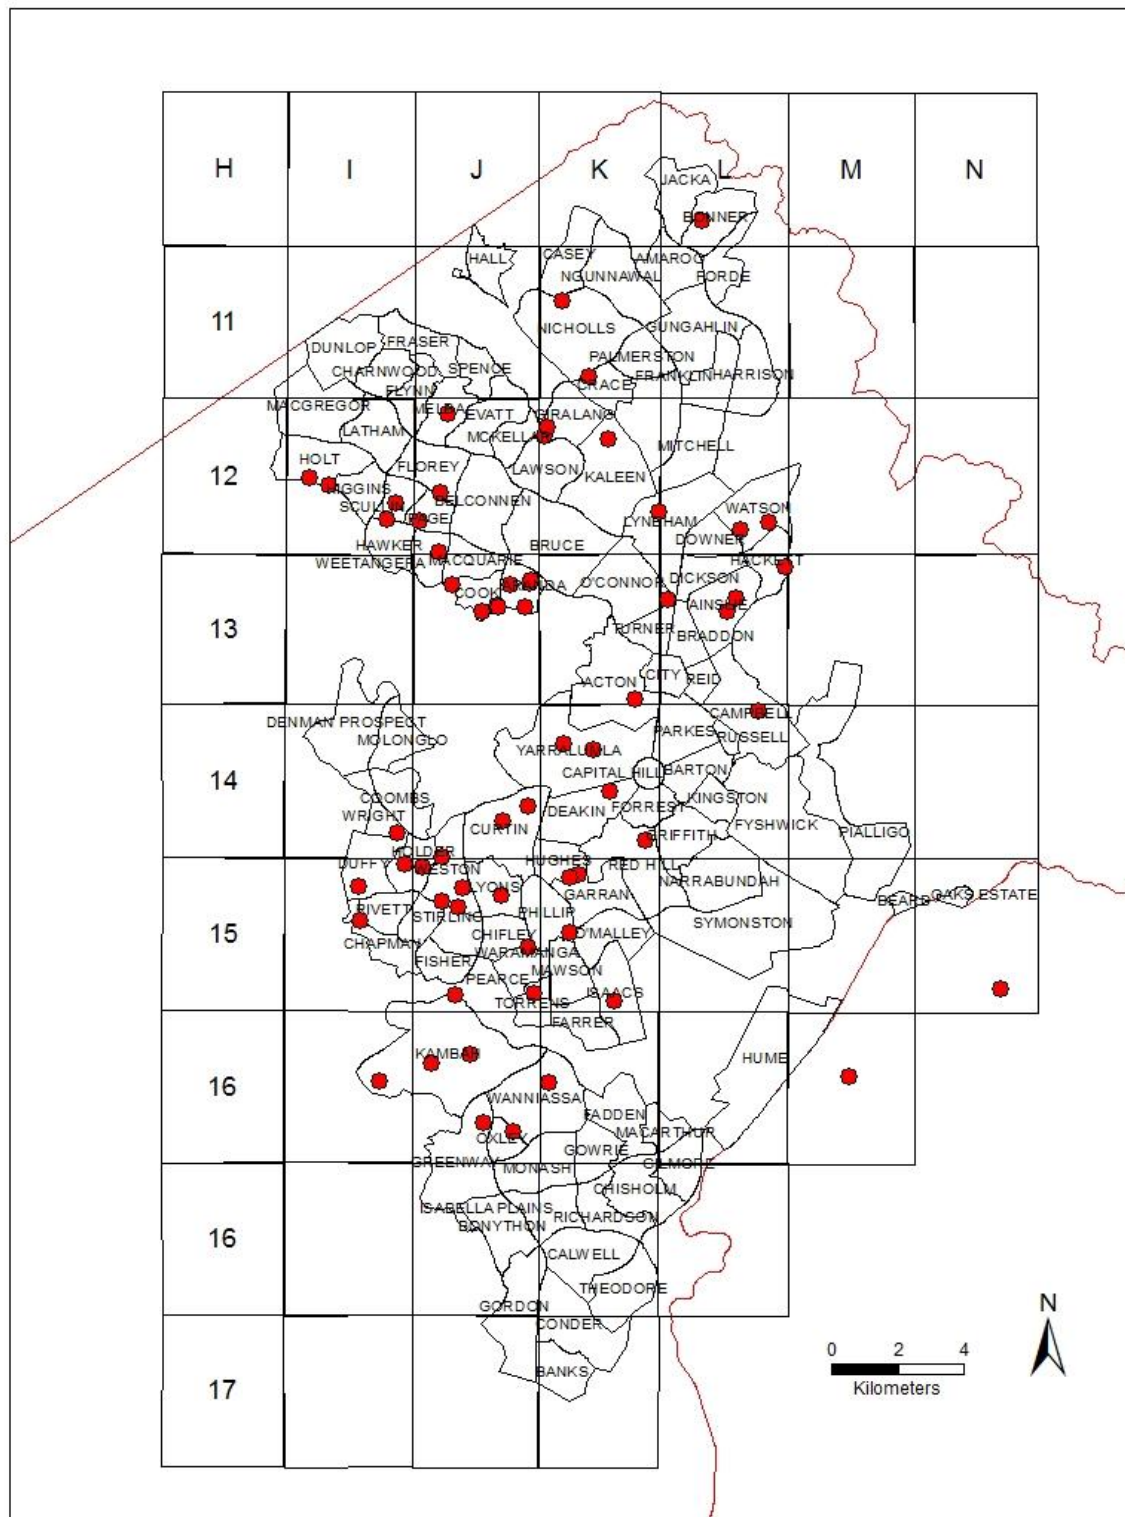 H I J K L M N
JACKA
BONNER
HALL
CASEY
AMAROO
NGUNNAWAL
FORDE
11
NICHOLLS
GUNGAHLIN
FRASER
DUNLOP
PALMERSTON
SPENCE
CHARNWOOD
FRANKLIN
HARRISON
CRACE
FLYNN
MACGREGOR
MELBA
EVATT
GIRALANG
LATHAM
MCKELLAR
MITCHELL
HOLT
FLOREY
LAWSON
KALEEN
12
HIGGINS
BELCONNEN
SCULLIN
WATSON
PAGE
LYNEHAM
DOWNER
HAWKER
BRUCE
WEETANGERA
MACQUARIE
HACKETT
O'CONNOR
DICKSON
COOK
ARANDA
AINSLIE
13
TURNER
BRADDON
ACTON
CITY
REID
CAMPBELL
DENMAN PROSPECT
PARKES
RUSSELL
MOLONGLO
YARRALUMLA
CAPITAL HILL
BARTON
14
COOMBS
KINGSTON
WRIGHT
DEAKIN
FORREST
CURTIN
FYSHWICK
PIALLIGO
GRIFFITH
HOLDER
DUFFY
HUGHES
RED HILL
WESTON
LYONS
GARRAN
NARRABUNDAH
BEARD
OAKS ESTATE
RIVETT
STIRLING
PHILLIP
SYMONSTON
15
CHIFLEY
O'MALLEY
CHAPMAN
WARAMANGA
FISHER
MAWSON
PEARCE
ISAACS
TORRENS
FARRER
KAMBAH
HUME
16
WANNIASSA
FADDEN
MACARTHUR
OXLEY
GOWRIE
GREENWAY
MONASH
GILMORE
CHISHOLM
ISABELLA PLAINS
RICHARDSON
BONYTHON
16
CALWELL
THEODORE
GORDON
CONDER
N
0 2 4
Kilometers
BANKS
17